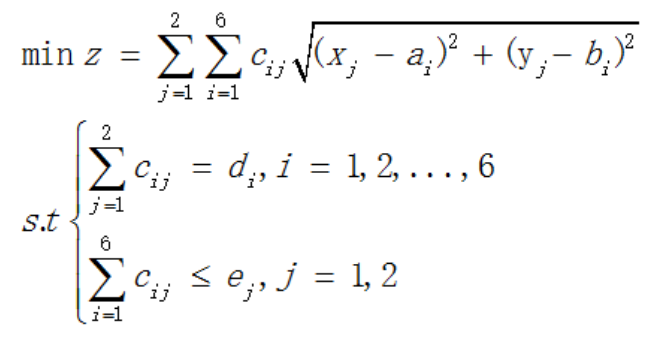 min z = \sum_{j=1}^{2} \sum_{i=1}^{6} c_{ij} \sqrt{(x_j - a_i)^2 + (y_j - b_i)^2}
s.t \begin{cases} \sum_{j=1}^{2} c_{ij} = d_i, i = 1, 2, ..., 6
\sum_{i=1}^{6} c_{ij} \leq e_j, j = 1, 2 \end{cases}